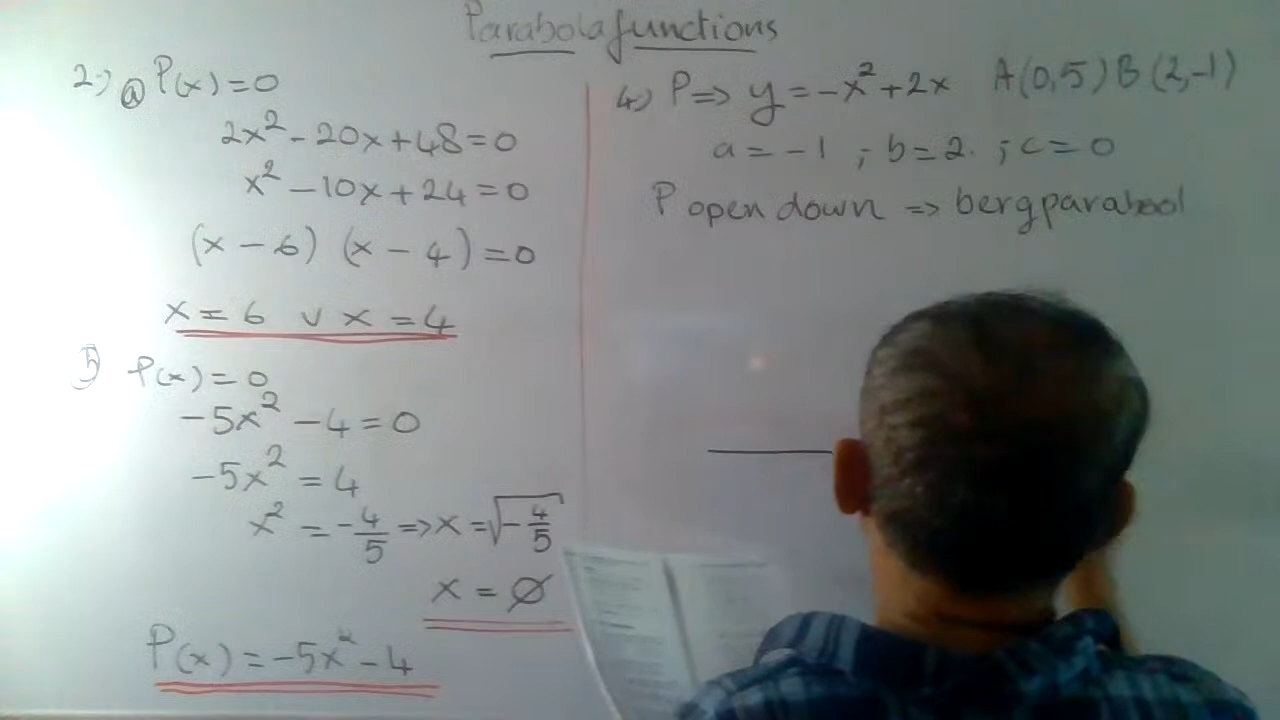 Parabola functions
2) ⓐ P(x) = 0
2x² - 20x + 48 = 0
x² - 10x + 24 = 0
(x - 6) (x - 4) = 0
x = 6 ∨ x = 4
P(x) = 0
-5x² - 4 = 0
-5x² = 4
x² = -4/5 => x = √(-4/5)
x = ∅
P(x) = -5x² - 4
4) P => y = -x² + 2x A(0,5) B(2,-1)
a = -1 ; b = 2. ; c = 0
P open down => bergparabool